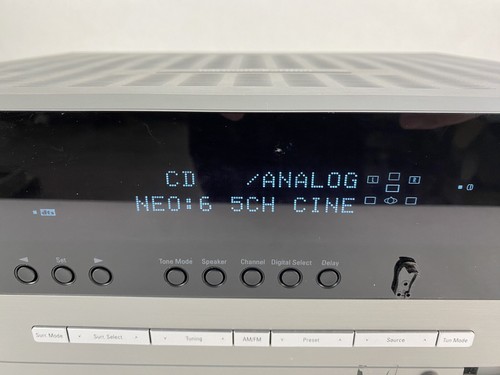 CD /ANALOG
L R
NEO:6 5CH CINE
dts
Set
Tone Mode Speaker Channel Digital Select Delay
Surr. Mode Surr. Select Tuning AM/FM Preset Source Sur Mode